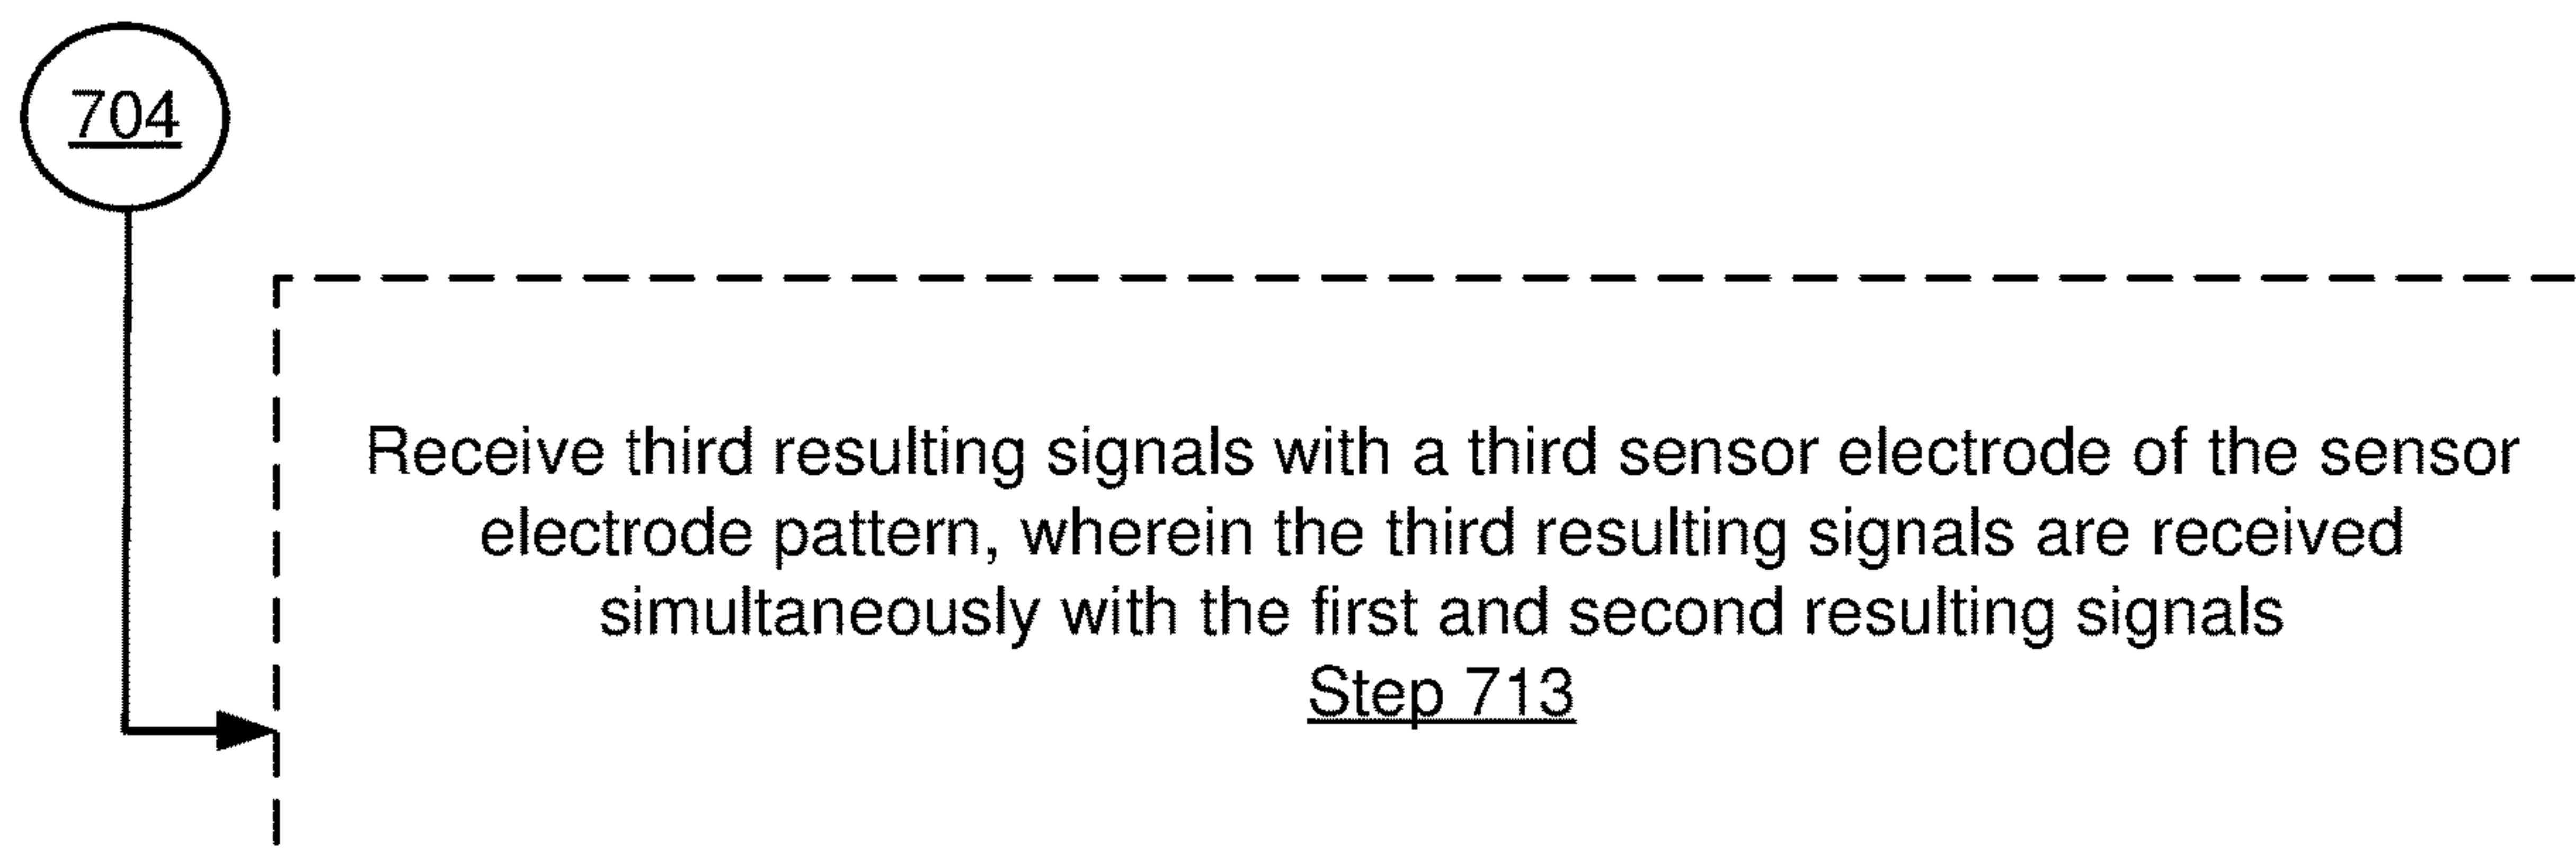 704
Receive third resulting signals with a third sensor electrode of the sensor
electrode pattern, wherein the third resulting signals are received
simultaneously with the first and second resulting signals
Step 713